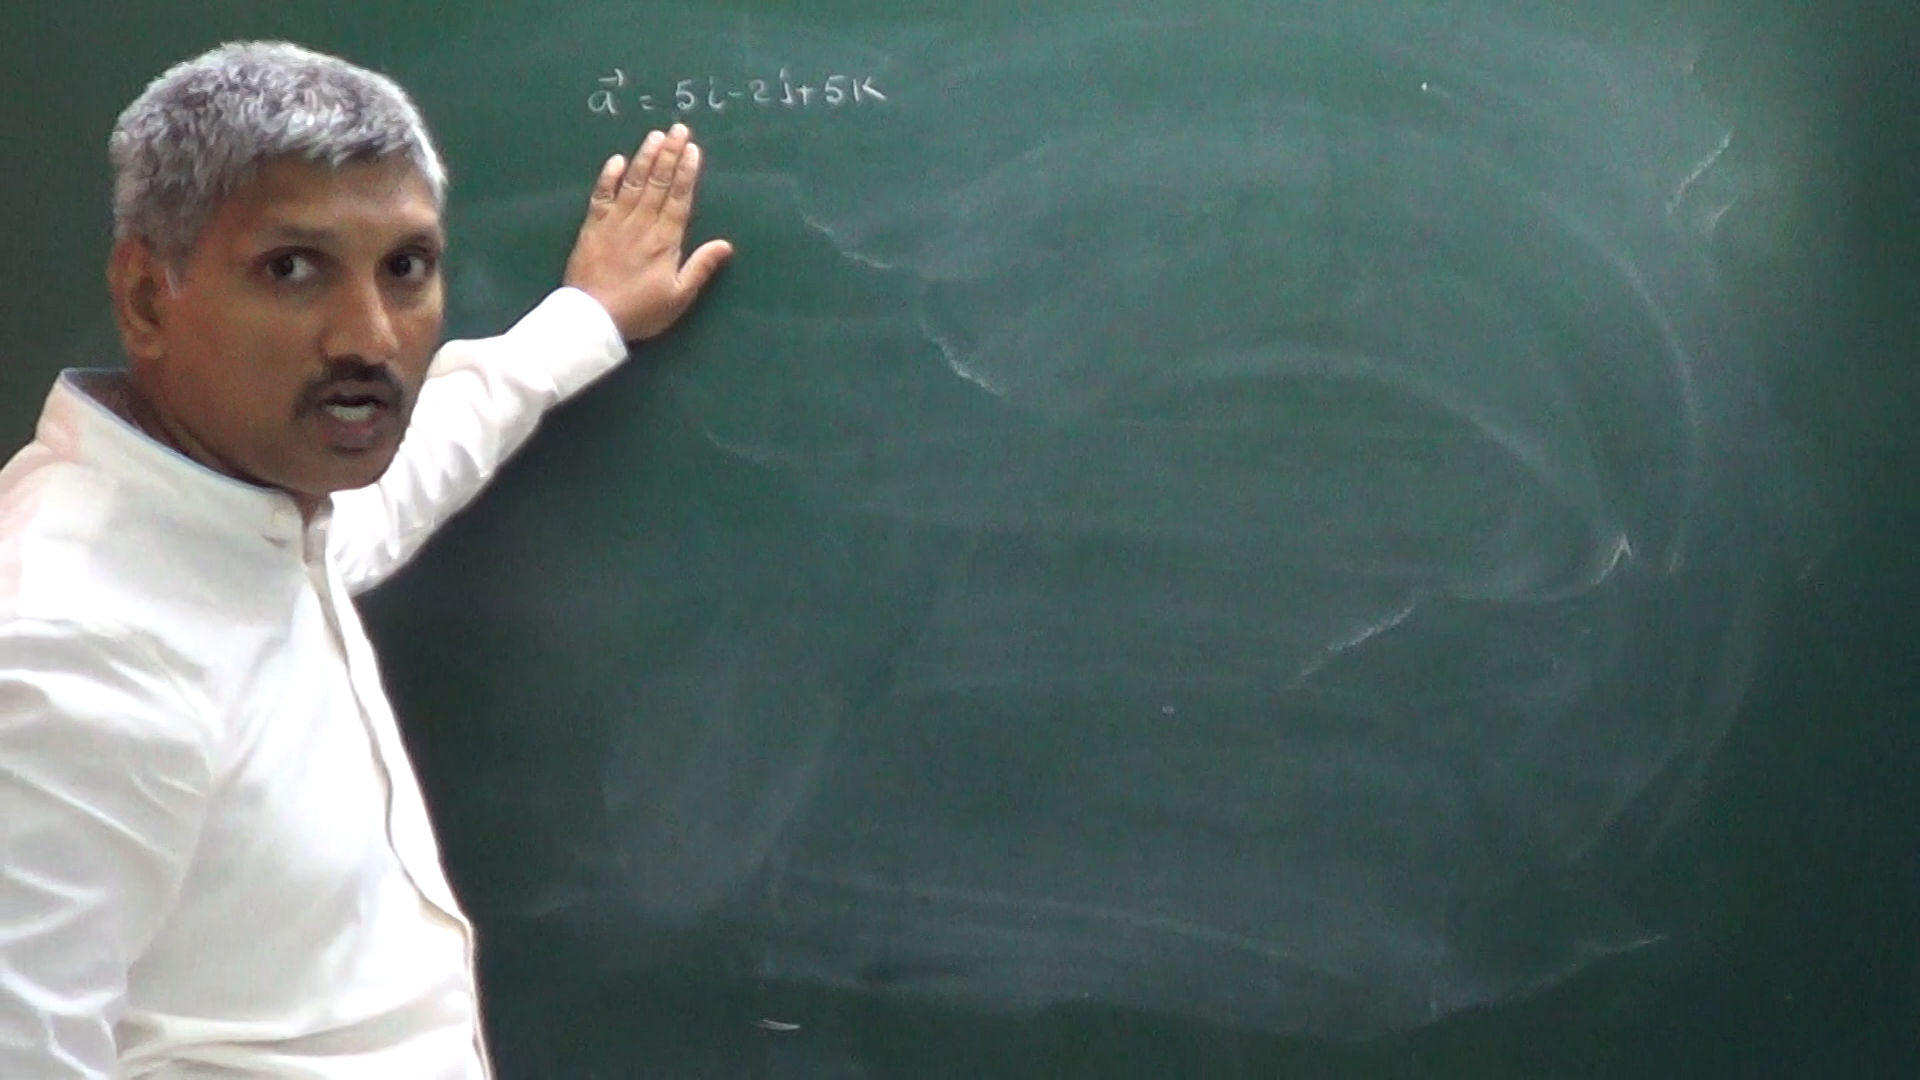 a⃗ = 5i-2j+5k